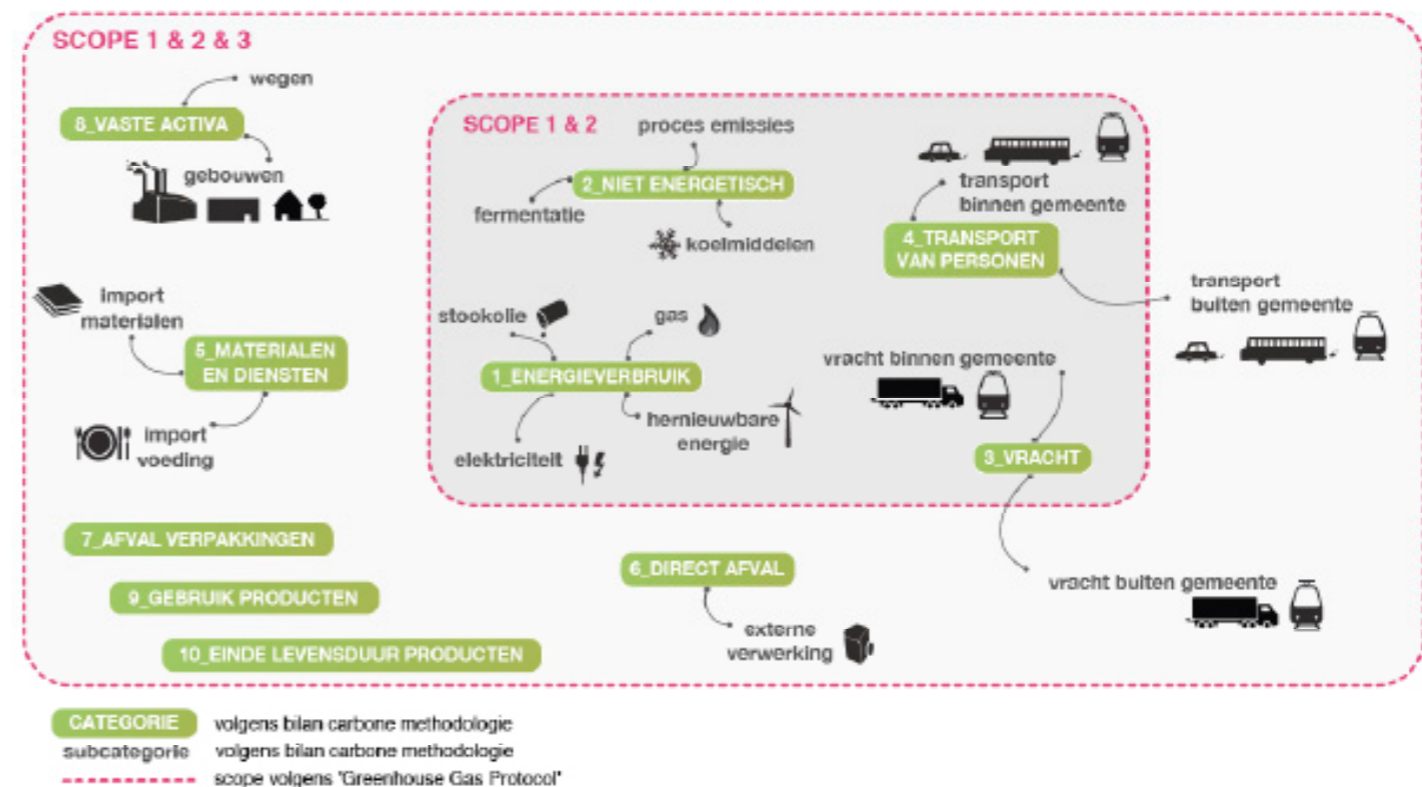 SCOPE 1 & 2 & 3
wegen
8_VASTE ACTIVA
gebouwen
import
materialen
5_MATERIALEN
EN DIENSTEN
import
voeding
SCOPE 1 & 2
proces emissies
2_NIET ENERGETISCH
fermentatie
koelmiddelen
transport
binnen gemeente
4_TRANSPORT
VAN PERSONEN
transport
buiten gemeente
stookolie
gas
1_ENERGIEVERBRUIK
hernieuwbare
energie
elektriciteit
vracht binnen gemeente
3_VRACHT
vracht buiten gemeente
7_AFVAL VERPAKKINGEN
9_GEBRUIK PRODUCTEN
10_EINDE LEVENSDUUR PRODUCTEN
6_DIRECT AFVAL
externe
verwerking
CATEGORIE volgens bilan carbone methodologie
subcategorie volgens bilan carbone methodologie
scope volgens 'Greenhouse Gas Protocol'